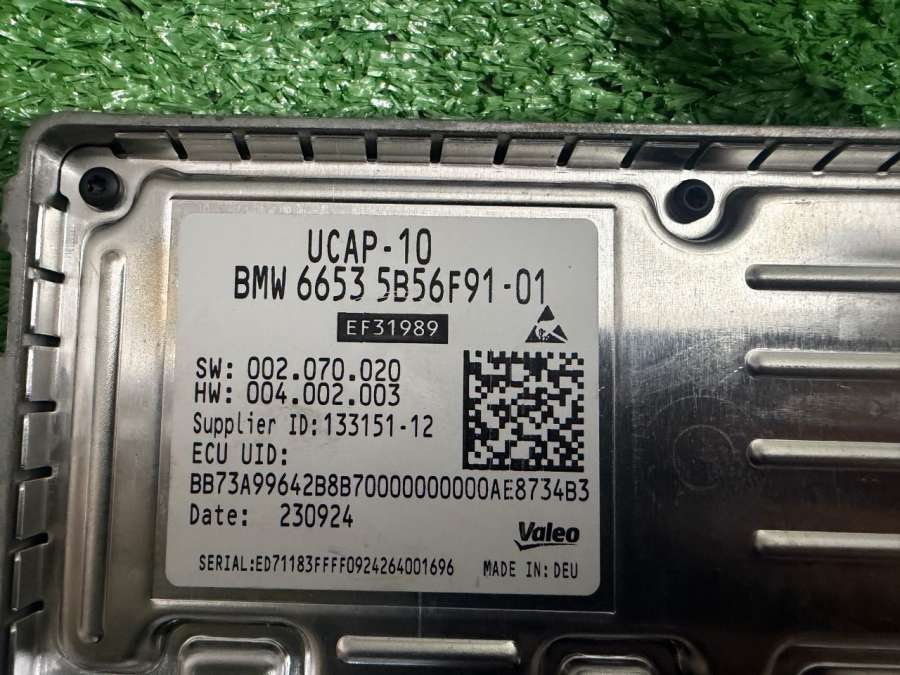 UCAP-10
BMW 6653 5B56F91-01
EF31989
SW: 002.070.020
HW: 004.002.003
Supplier ID:133151-12
ECU UID:
BB73A99642B8B70000000000AE8734B3
Date: 230924
Valeo
SERIAL:ED71183FFFF0924264001696
MADE IN: DEU